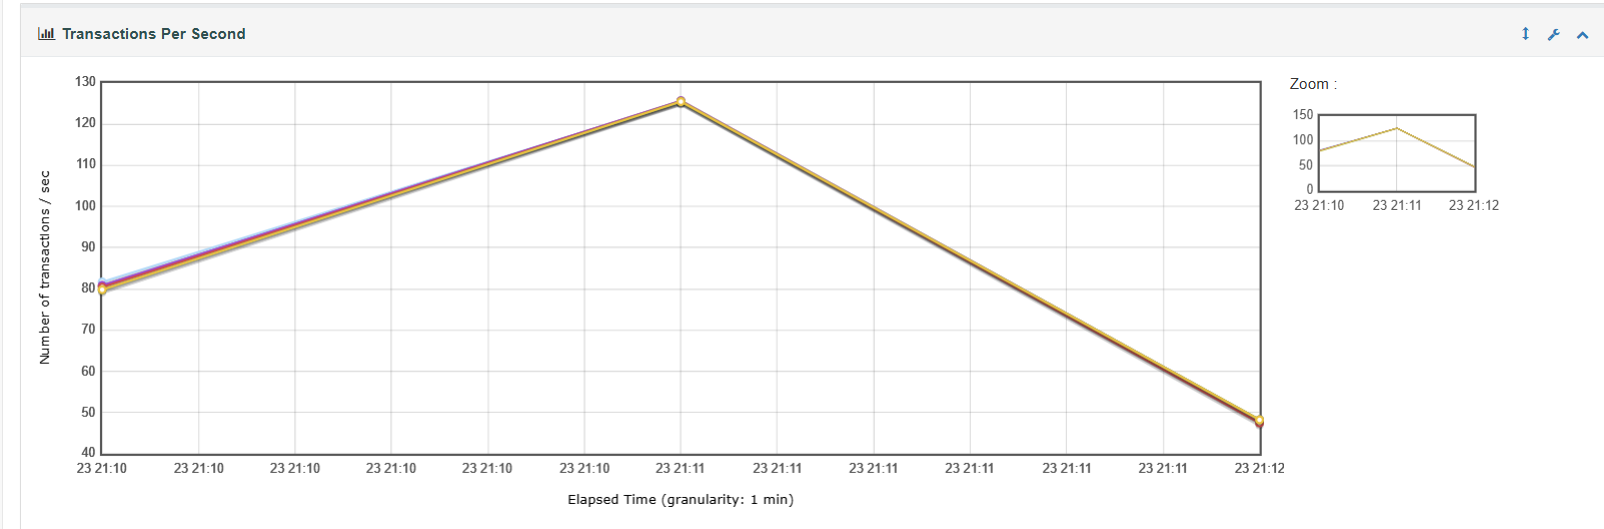 Transactions Per Second
Zoom :
130
120
110
100
90
80
70
60
50
40
Number of transactions / sec
23 21:10 23 21:10 23 21:10 23 21:10 23 21:10 23 21:10 23 21:11 23 21:11 23 21:11 23 21:11 23 21:11 23 21:11 23 21:12
Elapsed Time (granularity: 1 min)
150
100
50
0
23 21:10 23 21:11 23 21:12